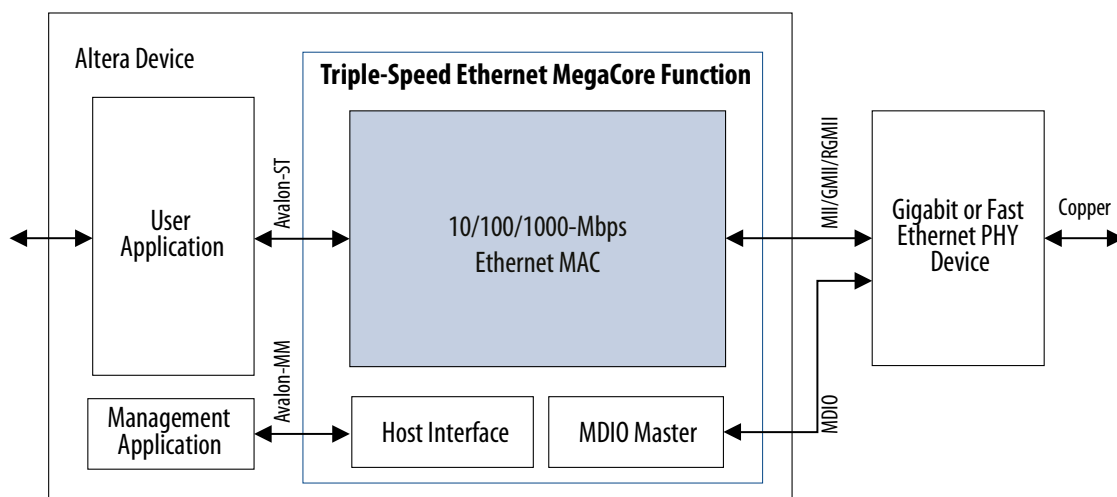 Altera Device
Triple-Speed Ethernet MegaCore Function
User
Application
Avalon-ST
10/100/1000-Mbps
Ethernet MAC
MII/GMII/RGMII
Gigabit or Fast
Ethernet PHY
Device
Copper
Management
Application
Avalon-MM
Host Interface
MDIO Master
MDIO